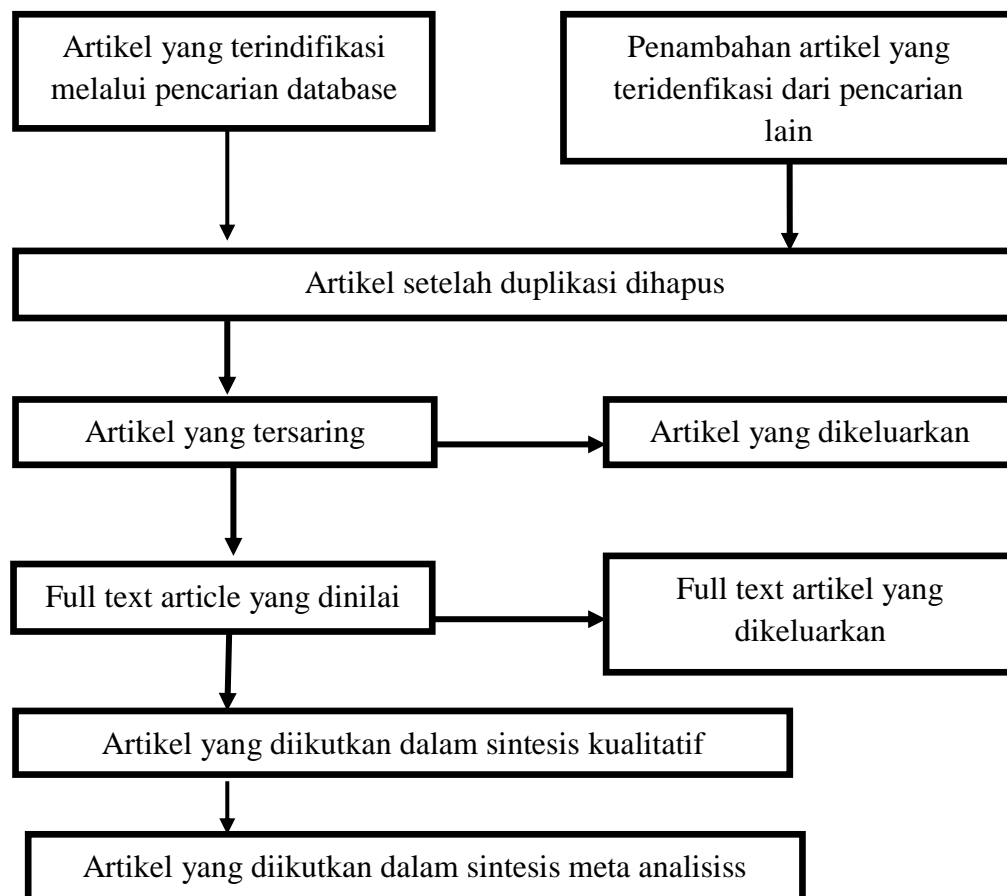 Artikel yang terindifikasi
melalui pencarian database
Penambahan artikel yang
teridenfikasi dari pencarian
lain
Artikel setelah duplikasi dihapus
Artikel yang tersaring
Artikel yang dikeluarkan
Full text article yang dinilai
Full text artikel yang
dikeluarkan
Artikel yang diikutkan dalam sintesis kualitatif
Artikel yang diikutkan dalam sintesis meta analisiss